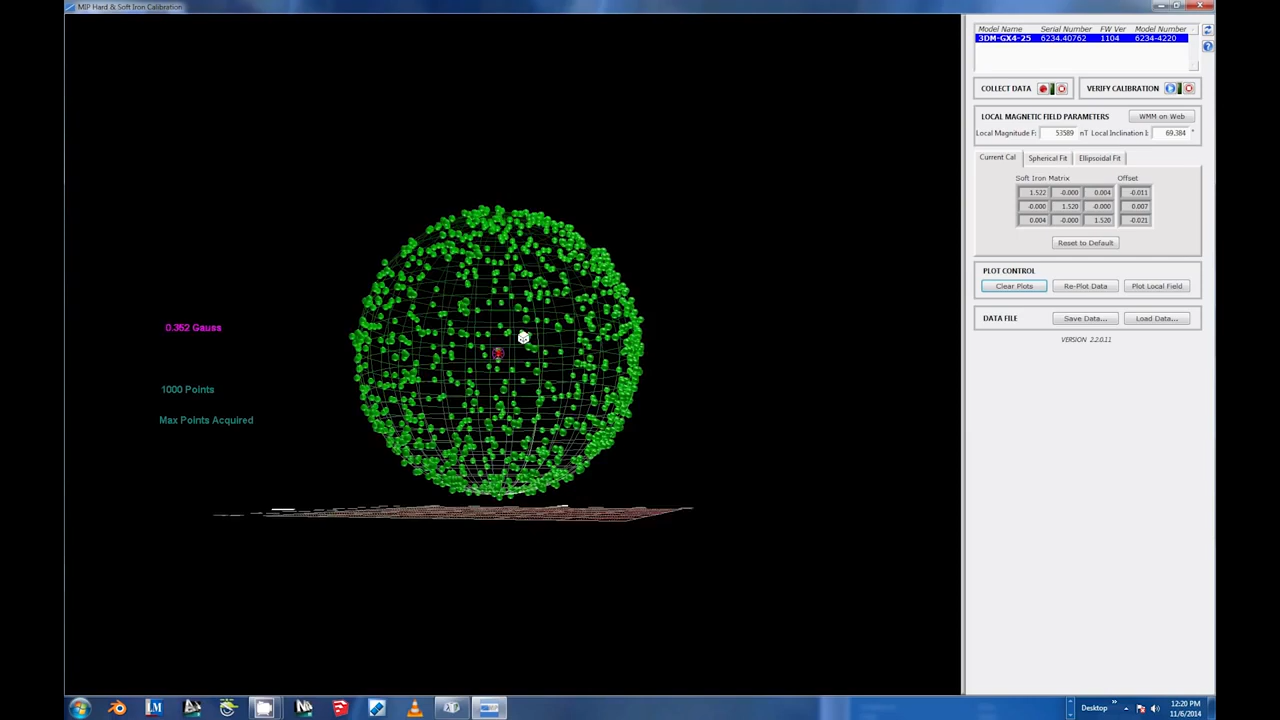 MIP Hard & Soft Iron Calibration
Model Name Serial Number FW Ver Model Number
3DM-GX4-25 6234.40762 1104 6234-4220
COLLECT DATA VERIFY CALIBRATION
LOCAL MAGNETIC FIELD PARAMETERS WMM on Web
Local Magnitude F: 53589 nT Local Inclination I: 69.384 °
Current Cal Spherical Fit Ellipsoidal Fit
Soft Iron Matrix Offset
1.522 -0.000 0.004 -0.011
-0.000 1.520 -0.000 0.007
0.004 -0.000 1.520 -0.021
Reset to Default
PLOT CONTROL
Clear Plots Re-Plot Data Plot Local Field
DATA FILE Save Data... Load Data...
VERSION 2.2.0.11
0.352 Gauss
1000 Points
Max Points Acquired
LM
Desktop »
12:20 PM
11/6/2014